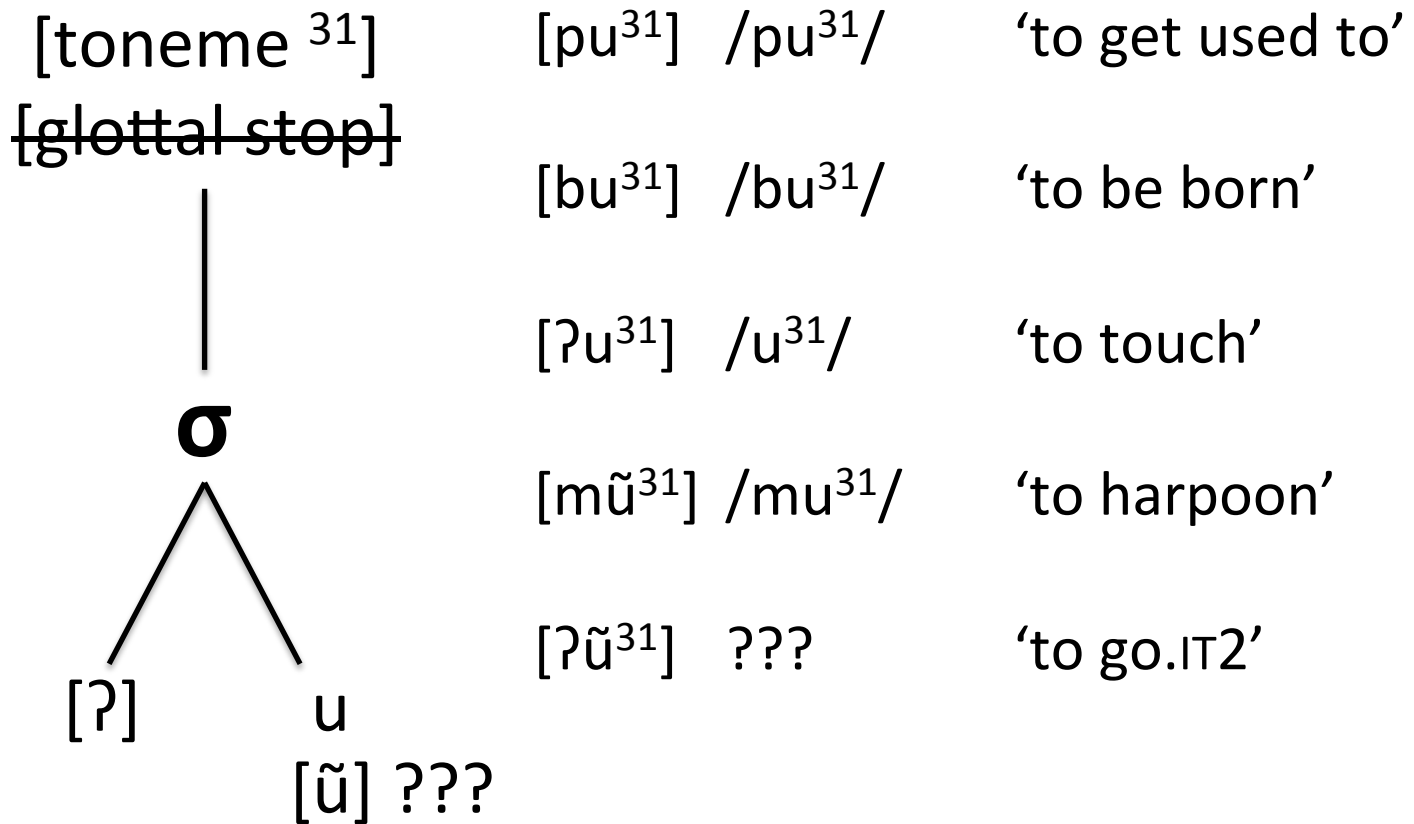 [toneme ³¹]
[glottal stop]
σ
[ʔ] u
[ũ] ???
[pu³¹] /pu³¹/ ‘to get used to’
[bu³¹] /bu³¹/ ‘to be born’
[ʔu³¹] /u³¹/ ‘to touch’
[mũ³¹] /mu³¹/ ‘to harpoon’
[ʔũ³¹] ??? ‘to go.IT2’